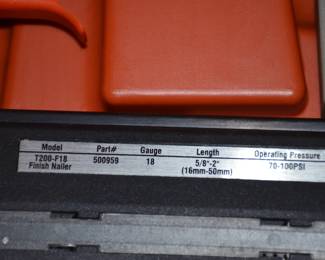 Model Part# Gauge Length Operating Pressure
T200-F18 500959 18 5/8"-2" 70-100PSI
Finish Nailer (16mm-50mm)